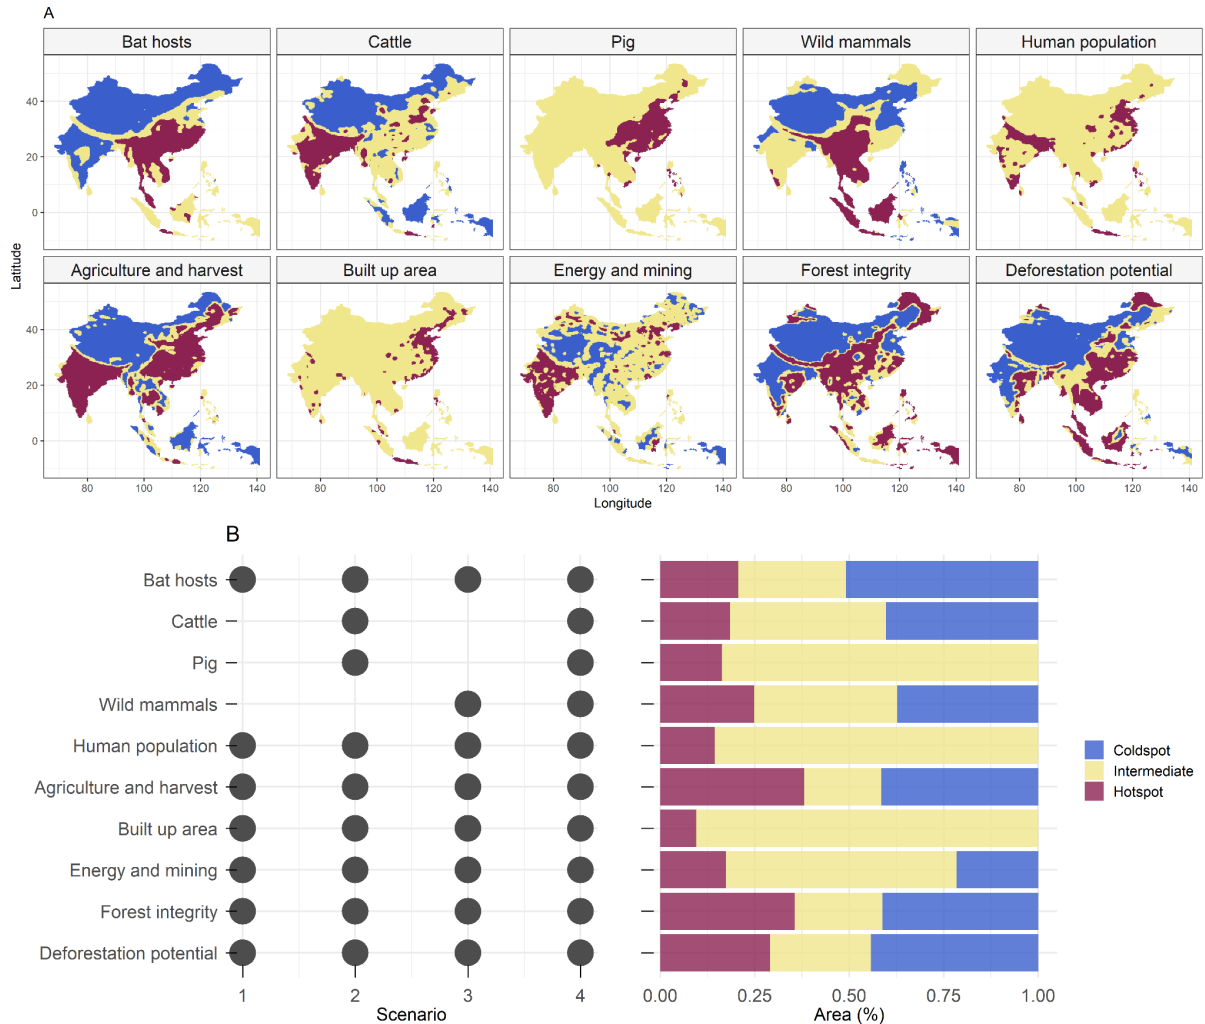 A
Bat hosts
Cattle
Pig
Wild mammals
Human population
40
20
0
Latitude
Agriculture and harvest
Built up area
Energy and mining
Forest integrity
Deforestation potential
40
20
0
80 100 120 140
80 100 120 140
80 100 120 140
80 100 120 140
80 100 120 140
Longitude
B
Bat hosts
Cattle
Pig
Wild mammals
Human population
Agriculture and harvest
Built up area
Energy and mining
Forest integrity
Deforestation potential
1 2 3 4
Scenario
0.00 0.25 0.50 0.75 1.00
Area (%)
Coldspot
Intermediate
Hotspot